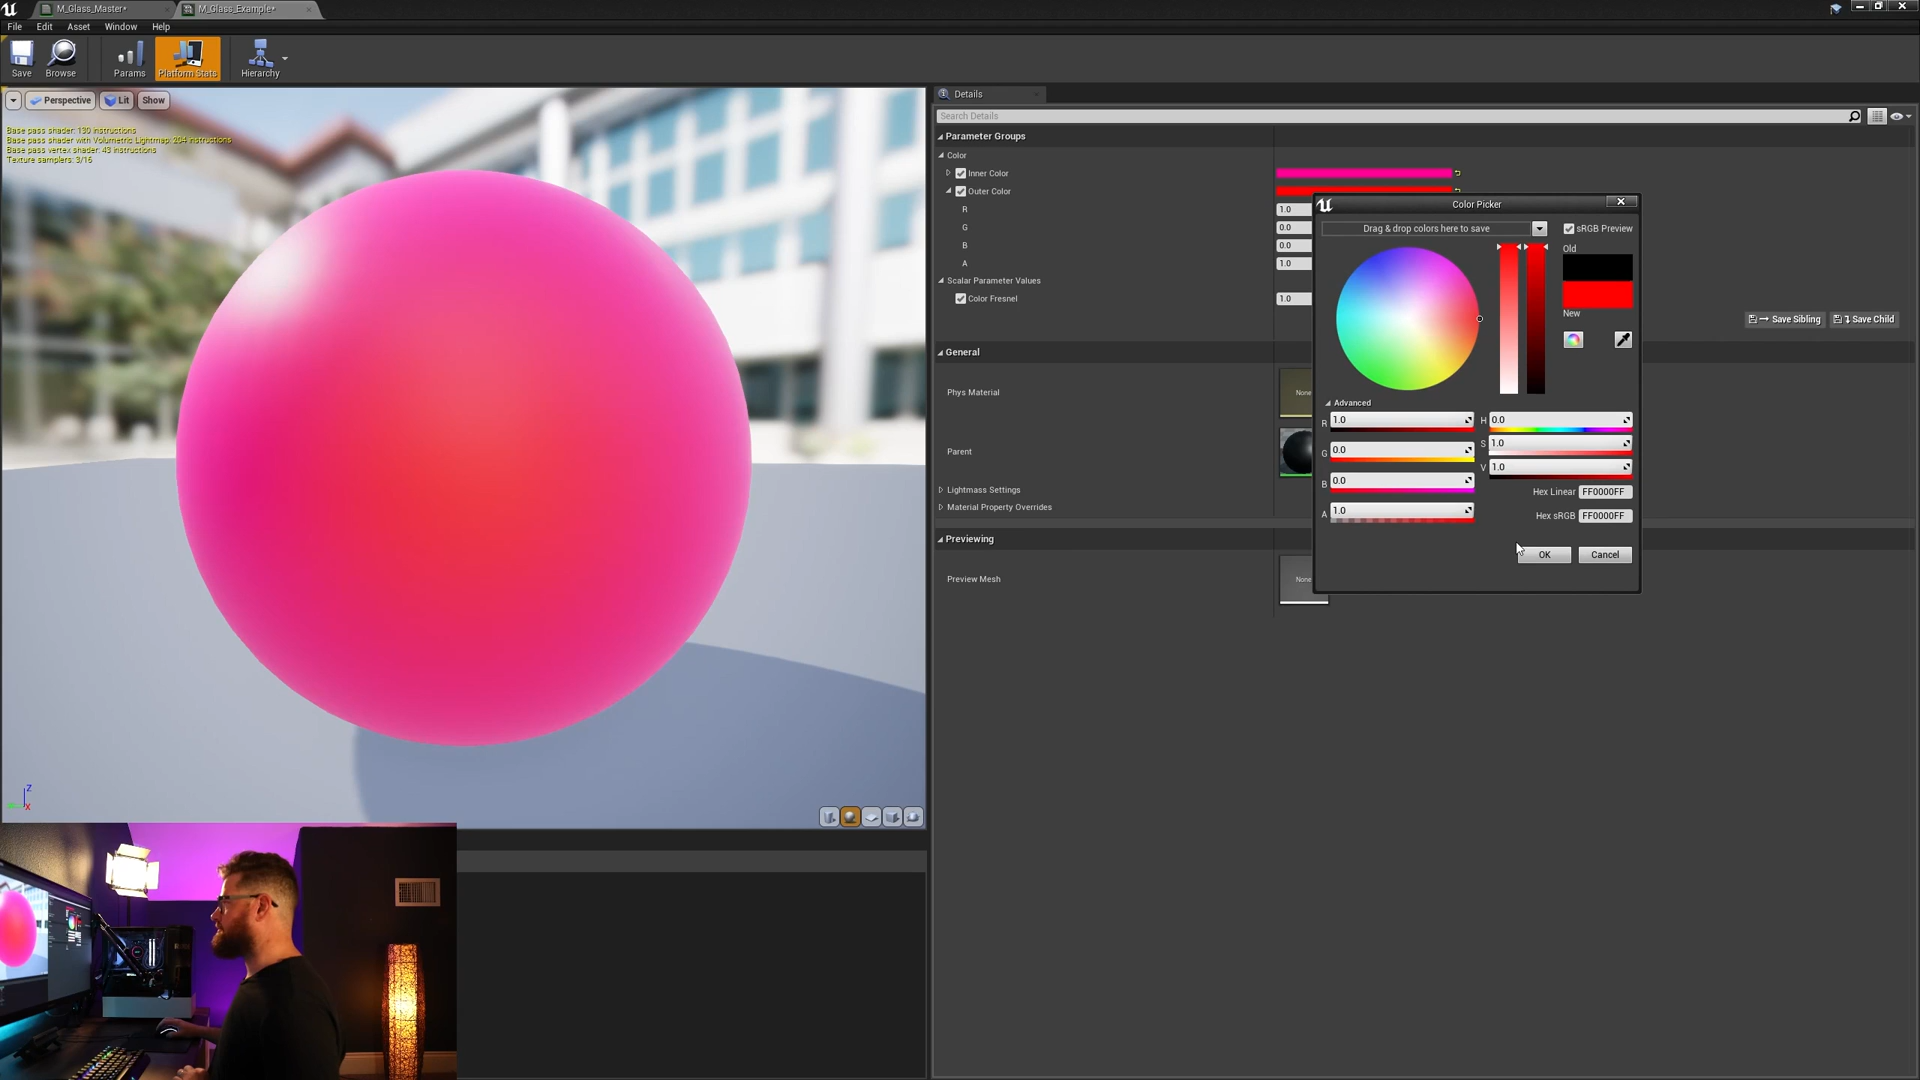 M_Glass_Master*
M_Glass_Example*
File Edit Asset Window Help
Save Browse Params Platform Stats Hierarchy
Perspective Lit Show
Base pass shader: 130 instructions
Base pass shader with Volumetric Lightmap: 204 instructions
Base pass vertex shader: 43 instructions
Texture samplers: 3/16
Z
X
Details
Search Details
Parameter Groups
Color
Inner Color
Outer Color
R 1.0
G 0.0
B 0.0
A 1.0
Scalar Parameter Values
Color Fresnel 1.0
Save Sibling Save Child
General
Phys Material None
Parent
Lightmass Settings
Material Property Overrides
Previewing
Preview Mesh None
Color Picker
Drag & drop colors here to save
sRGB Preview
Old
New
Advanced
R 1.0 H 0.0
G 0.0 S 1.0
B 0.0 V 1.0
A 1.0
Hex Linear FF0000FF
Hex sRGB FF0000FF
OK Cancel